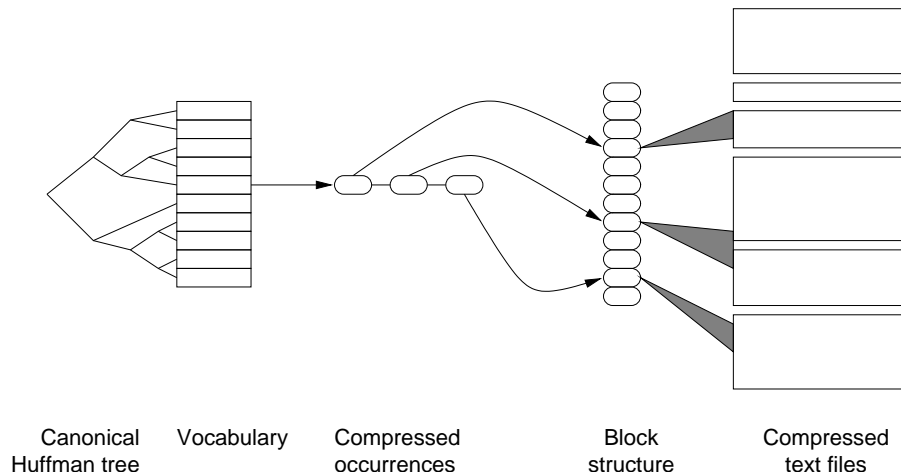 Canonical
Huffman tree
Vocabulary
Compressed
occurrences
Block
structure
Compressed
text files